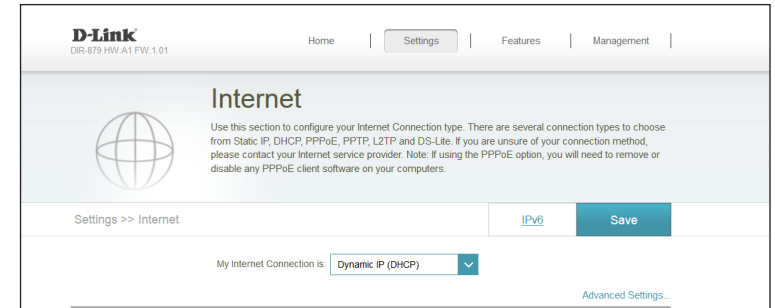 D-Link
DIR-879 HW:A1 FW:1.01
Home
Settings
Features
Management
Internet
Use this section to configure your Internet Connection type. There are several connection types to choose
from Static IP, DHCP, PPPoE, PPTP, L2TP and DS-Lite. If you are unsure of your connection method,
please contact your Internet service provider. Note: If using the PPPoE option, you will need to remove or
disable any PPPoE client software on your computers.
Settings >> Internet
IPv6
Save
My Internet Connection is:
Dynamic IP (DHCP)
Advanced Settings...